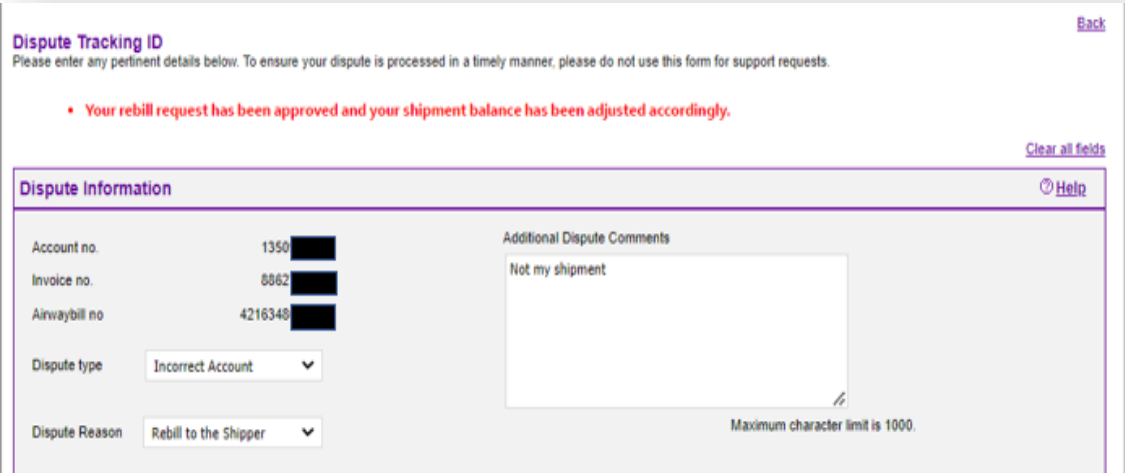 Back
Dispute Tracking ID
Please enter any pertinent details below. To ensure your dispute is processed in a timely manner, please do not use this form for support requests.
• Your rebill request has been approved and your shipment balance has been adjusted accordingly.
Clear all fields
Dispute Information
? Help
Account no. 1350
Invoice no. 8862
Airwaybill no 4216348
Dispute type Incorrect Account
Dispute Reason Rebill to the Shipper
Additional Dispute Comments
Not my shipment
Maximum character limit is 1000.